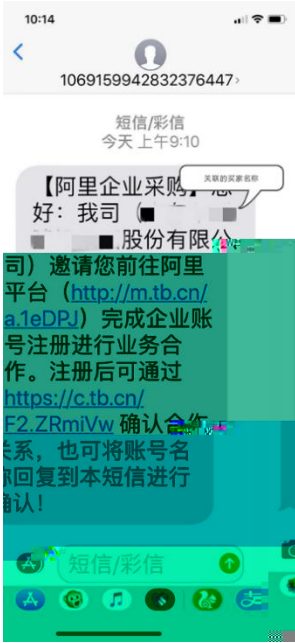 10:14
1069159942832376447
短信/彩信
今天 上午9:10
关联的买家名称
【阿里企业采购】您
好：我司（
股份有限公
司）邀请您前往阿里
平台（http://m.tb.cn/
a.1eDPJ）完成企业账
号注册进行业务合
作。注册后可通过
https://c.tb.cn/
F2.ZRmiVw 确认合作
关系，也可将账号名
称回复到本短信进行
确认！
短信/彩信